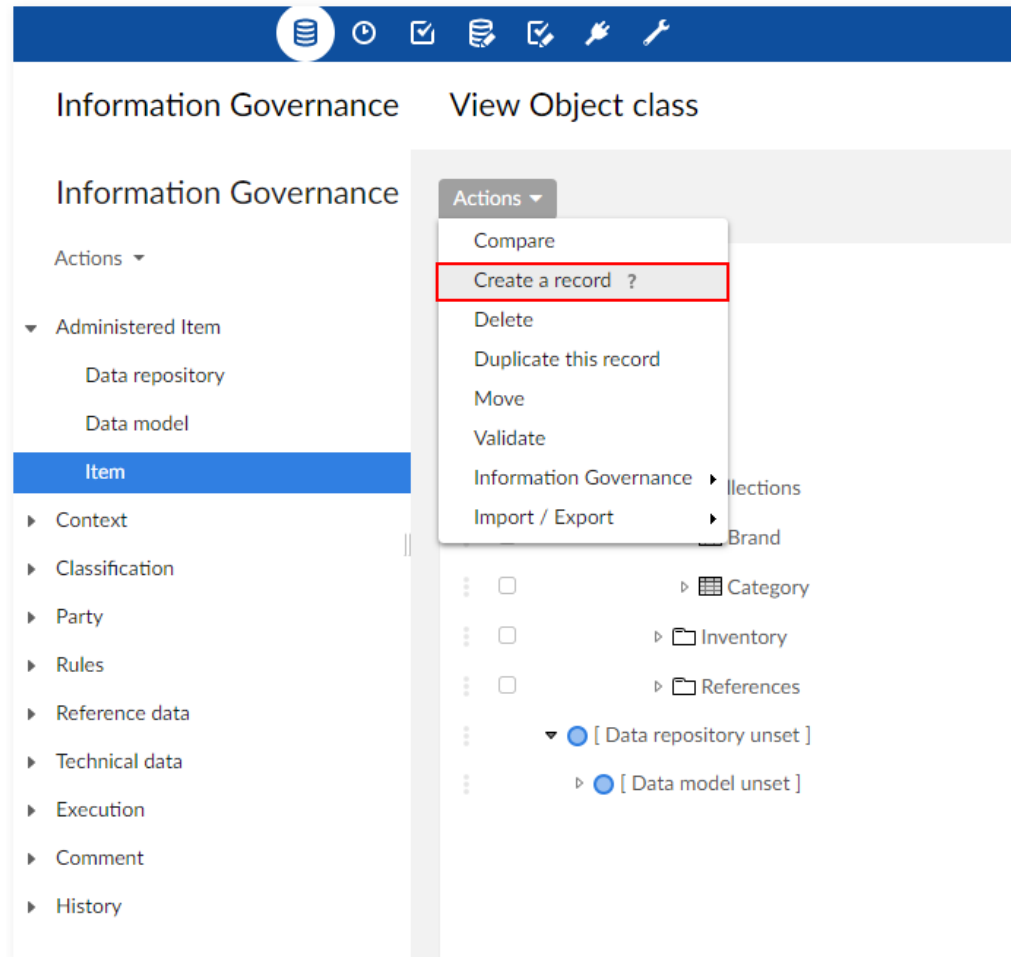 Information Governance
View Object class
Information Governance
Actions
Administered Item
Data repository
Data model
Item
Context
Classification
Party
Rules
Reference data
Technical data
Execution
Comment
History
Actions
Compare
Create a record ?
Delete
Duplicate this record
Move
Validate
Information Governance
Import / Export
llections
Brand
Category
Inventory
References
[ Data repository unset ]
[ Data model unset ]